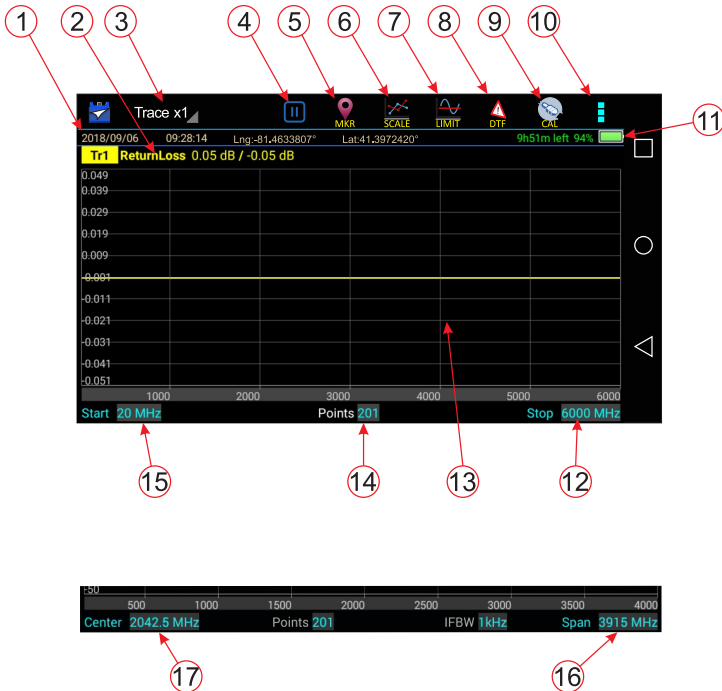 1 2 3 4 5 6 7 8 9 10
Trace x1 MKR SCALE LIMIT DTF CAL
11
2018/09/06 09:28:14 Lng:-81.4633807° Lat:41.3972420° 9h51m left 94%
Tr1 ReturnLoss 0.05 dB / -0.05 dB
0.049
0.039
0.029
0.019
0.009
-0.001
-0.011
-0.021
-0.031
-0.041
-0.051
1000 2000 3000 4000 5000 6000
Start 20 MHz Points 201 Stop 6000 MHz
15 14 13 12
-50
500 1000 1500 2000 2500 3000 3500 4000
Center 2042.5 MHz Points 201 IFBW 1kHz Span 3915 MHz
17 16